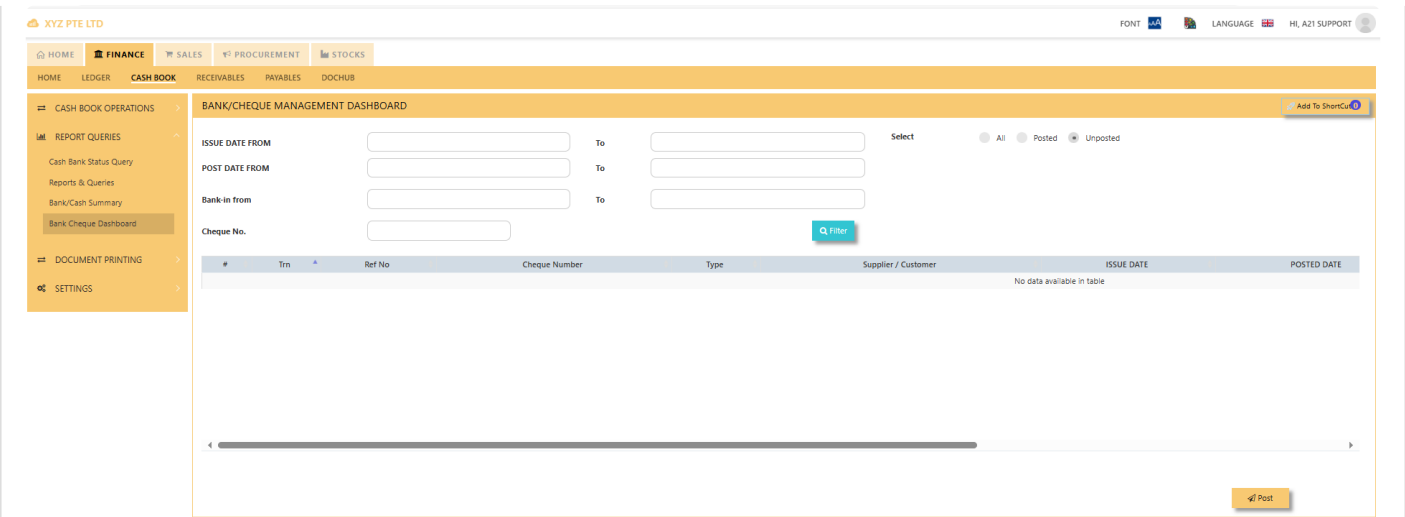 XYZ PTE LTD
FONT
LANGUAGE
HI, A21 SUPPORT
HOME FINANCE SALES PROCUREMENT STOCKS
HOME LEDGER CASH BOOK RECEIVABLES PAYABLES DOCHUB
CASH BOOK OPERATIONS
REPORT QUERIES
Cash Bank Status Query
Reports & Queries
Bank/Cash Summary
Bank Cheque Dashboard
DOCUMENT PRINTING
SETTINGS
BANK/CHEQUE MANAGEMENT DASHBOARD
Add To ShortCut 0
ISSUE DATE FROM To
Select All Posted Unposted
POST DATE FROM To
Bank-in from To
Cheque No. Filter
# Trn Ref No Cheque Number Type Supplier / Customer ISSUE DATE POSTED DATE
No data available in table
Post